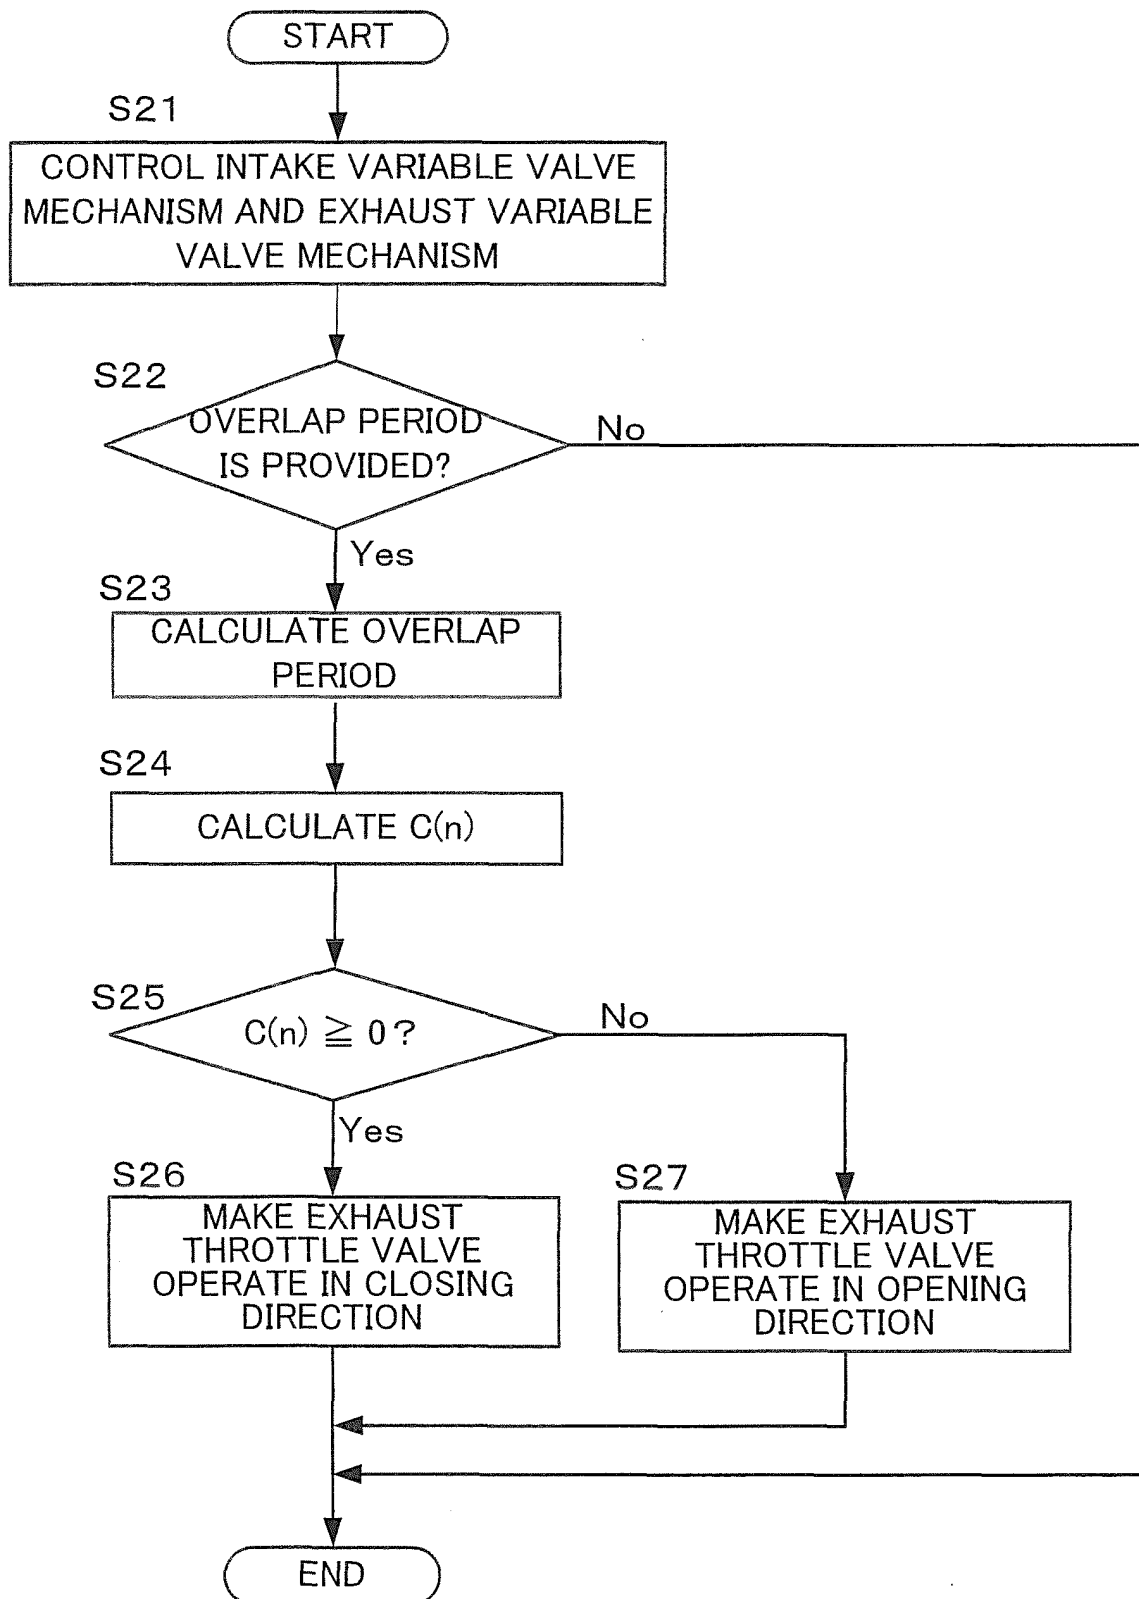 START
S21
CONTROL INTAKE VARIABLE VALVE
MECHANISM AND EXHAUST VARIABLE
VALVE MECHANISM
S22
OVERLAP PERIOD
IS PROVIDED?
No
Yes
S23
CALCULATE OVERLAP
PERIOD
S24
CALCULATE C(n)
S25
C(n) ≧ 0?
No
Yes
S26
MAKE EXHAUST
THROTTLE VALVE
OPERATE IN CLOSING
DIRECTION
S27
MAKE EXHAUST
THROTTLE VALVE
OPERATE IN OPENING
DIRECTION
END